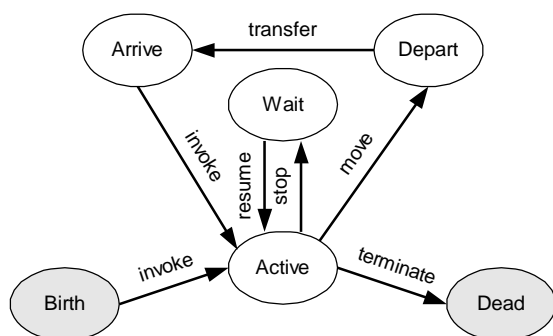 transfer
Arrive
Depart
Wait
invoke
resume
stop
move
invoke
Active
terminate
Birth
Dead